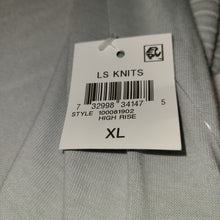 LS KNITS
7 32998 34147 5
STYLE 100081902
HIGH RISE
XL